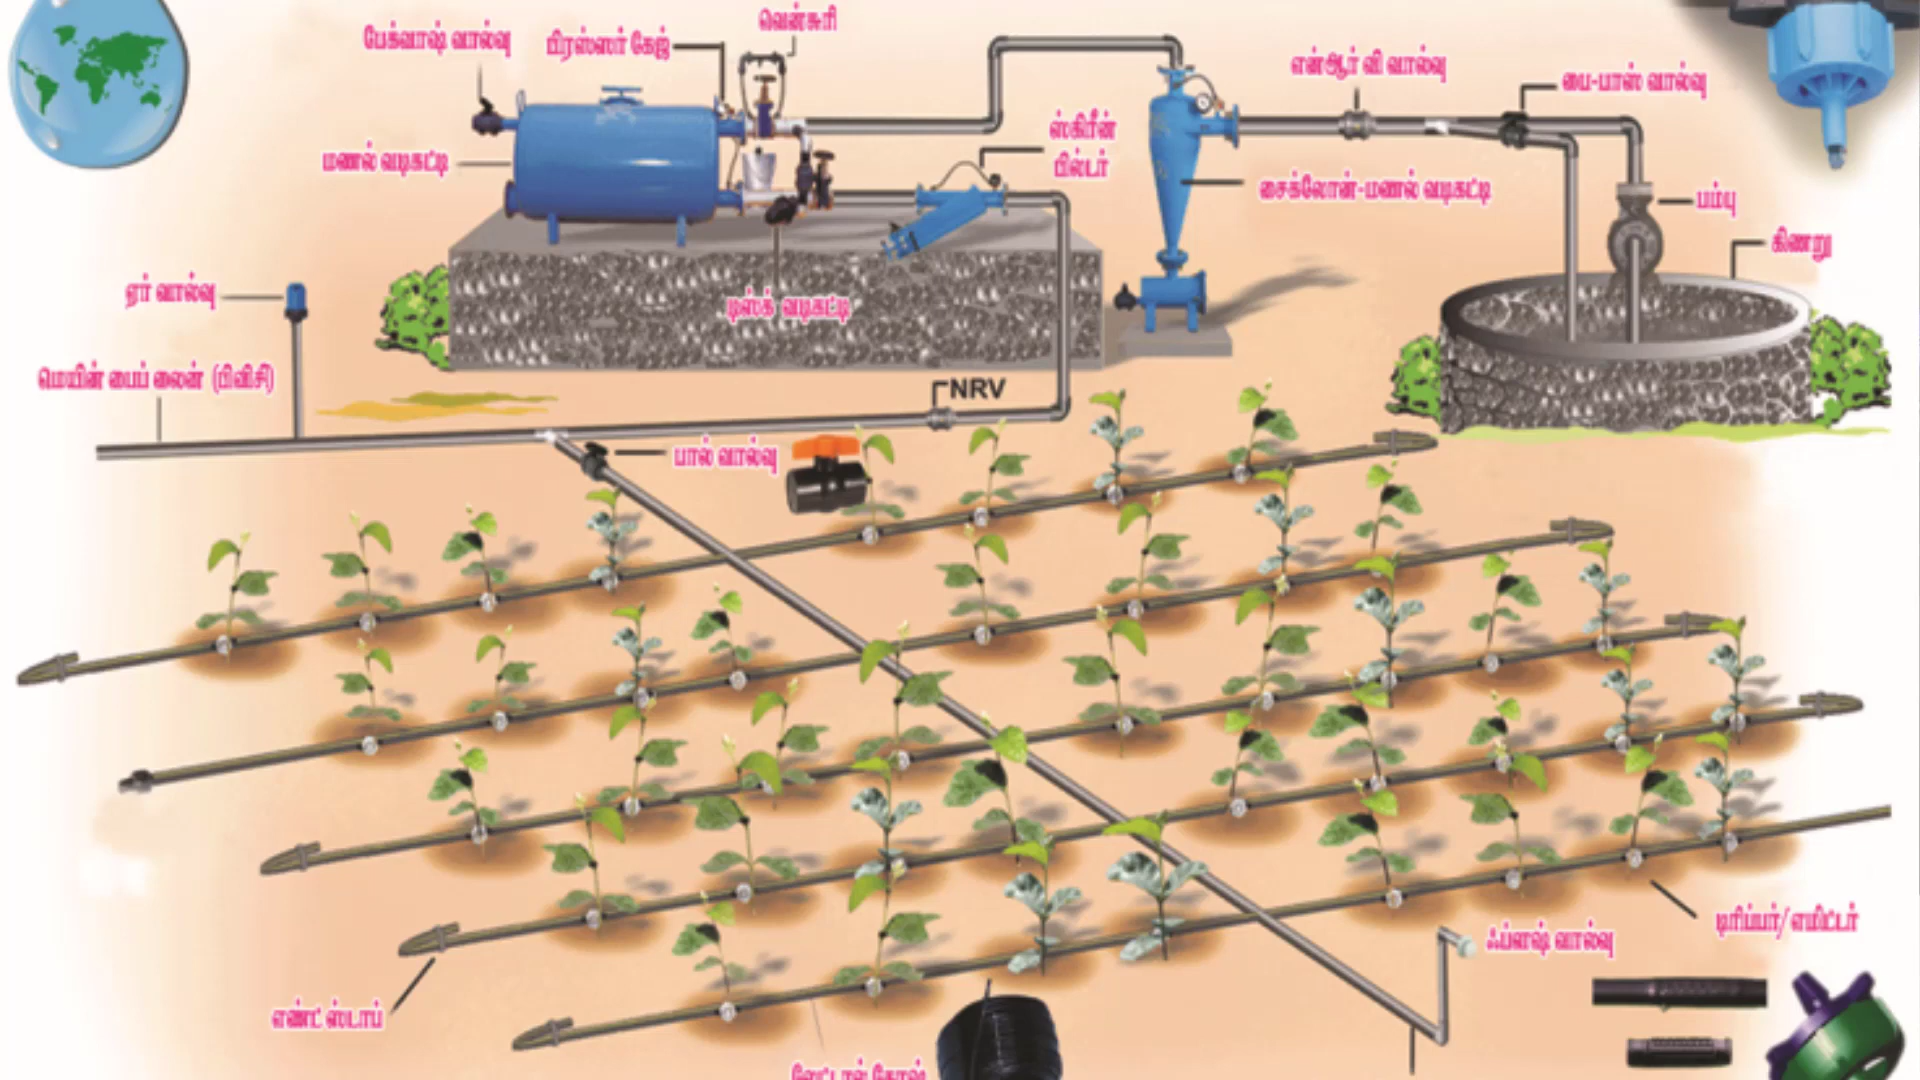 வென்சுரி
பேக்வாஷ் வால்வு
பிரஸ்ஸர் கேஜ்
என்ஆர் வி வால்வு
பை-பாஸ் வால்வு
மணல் வடிகட்டி
ஸ்கிரீன்
பில்டர்
சைக்லோன்-மணல் வடிகட்டி
பம்பு
கிணறு
ஏர் வால்வு
டிஸ்க் வடிகட்டி
மெயின் பைப் லைன் (பிவிசி)
NRV
பால் வால்வு
டிரிப்பர்/எமிட்டர்
ஃப்ளஷ் வால்வு
எண்ட் ஸ்டாப்